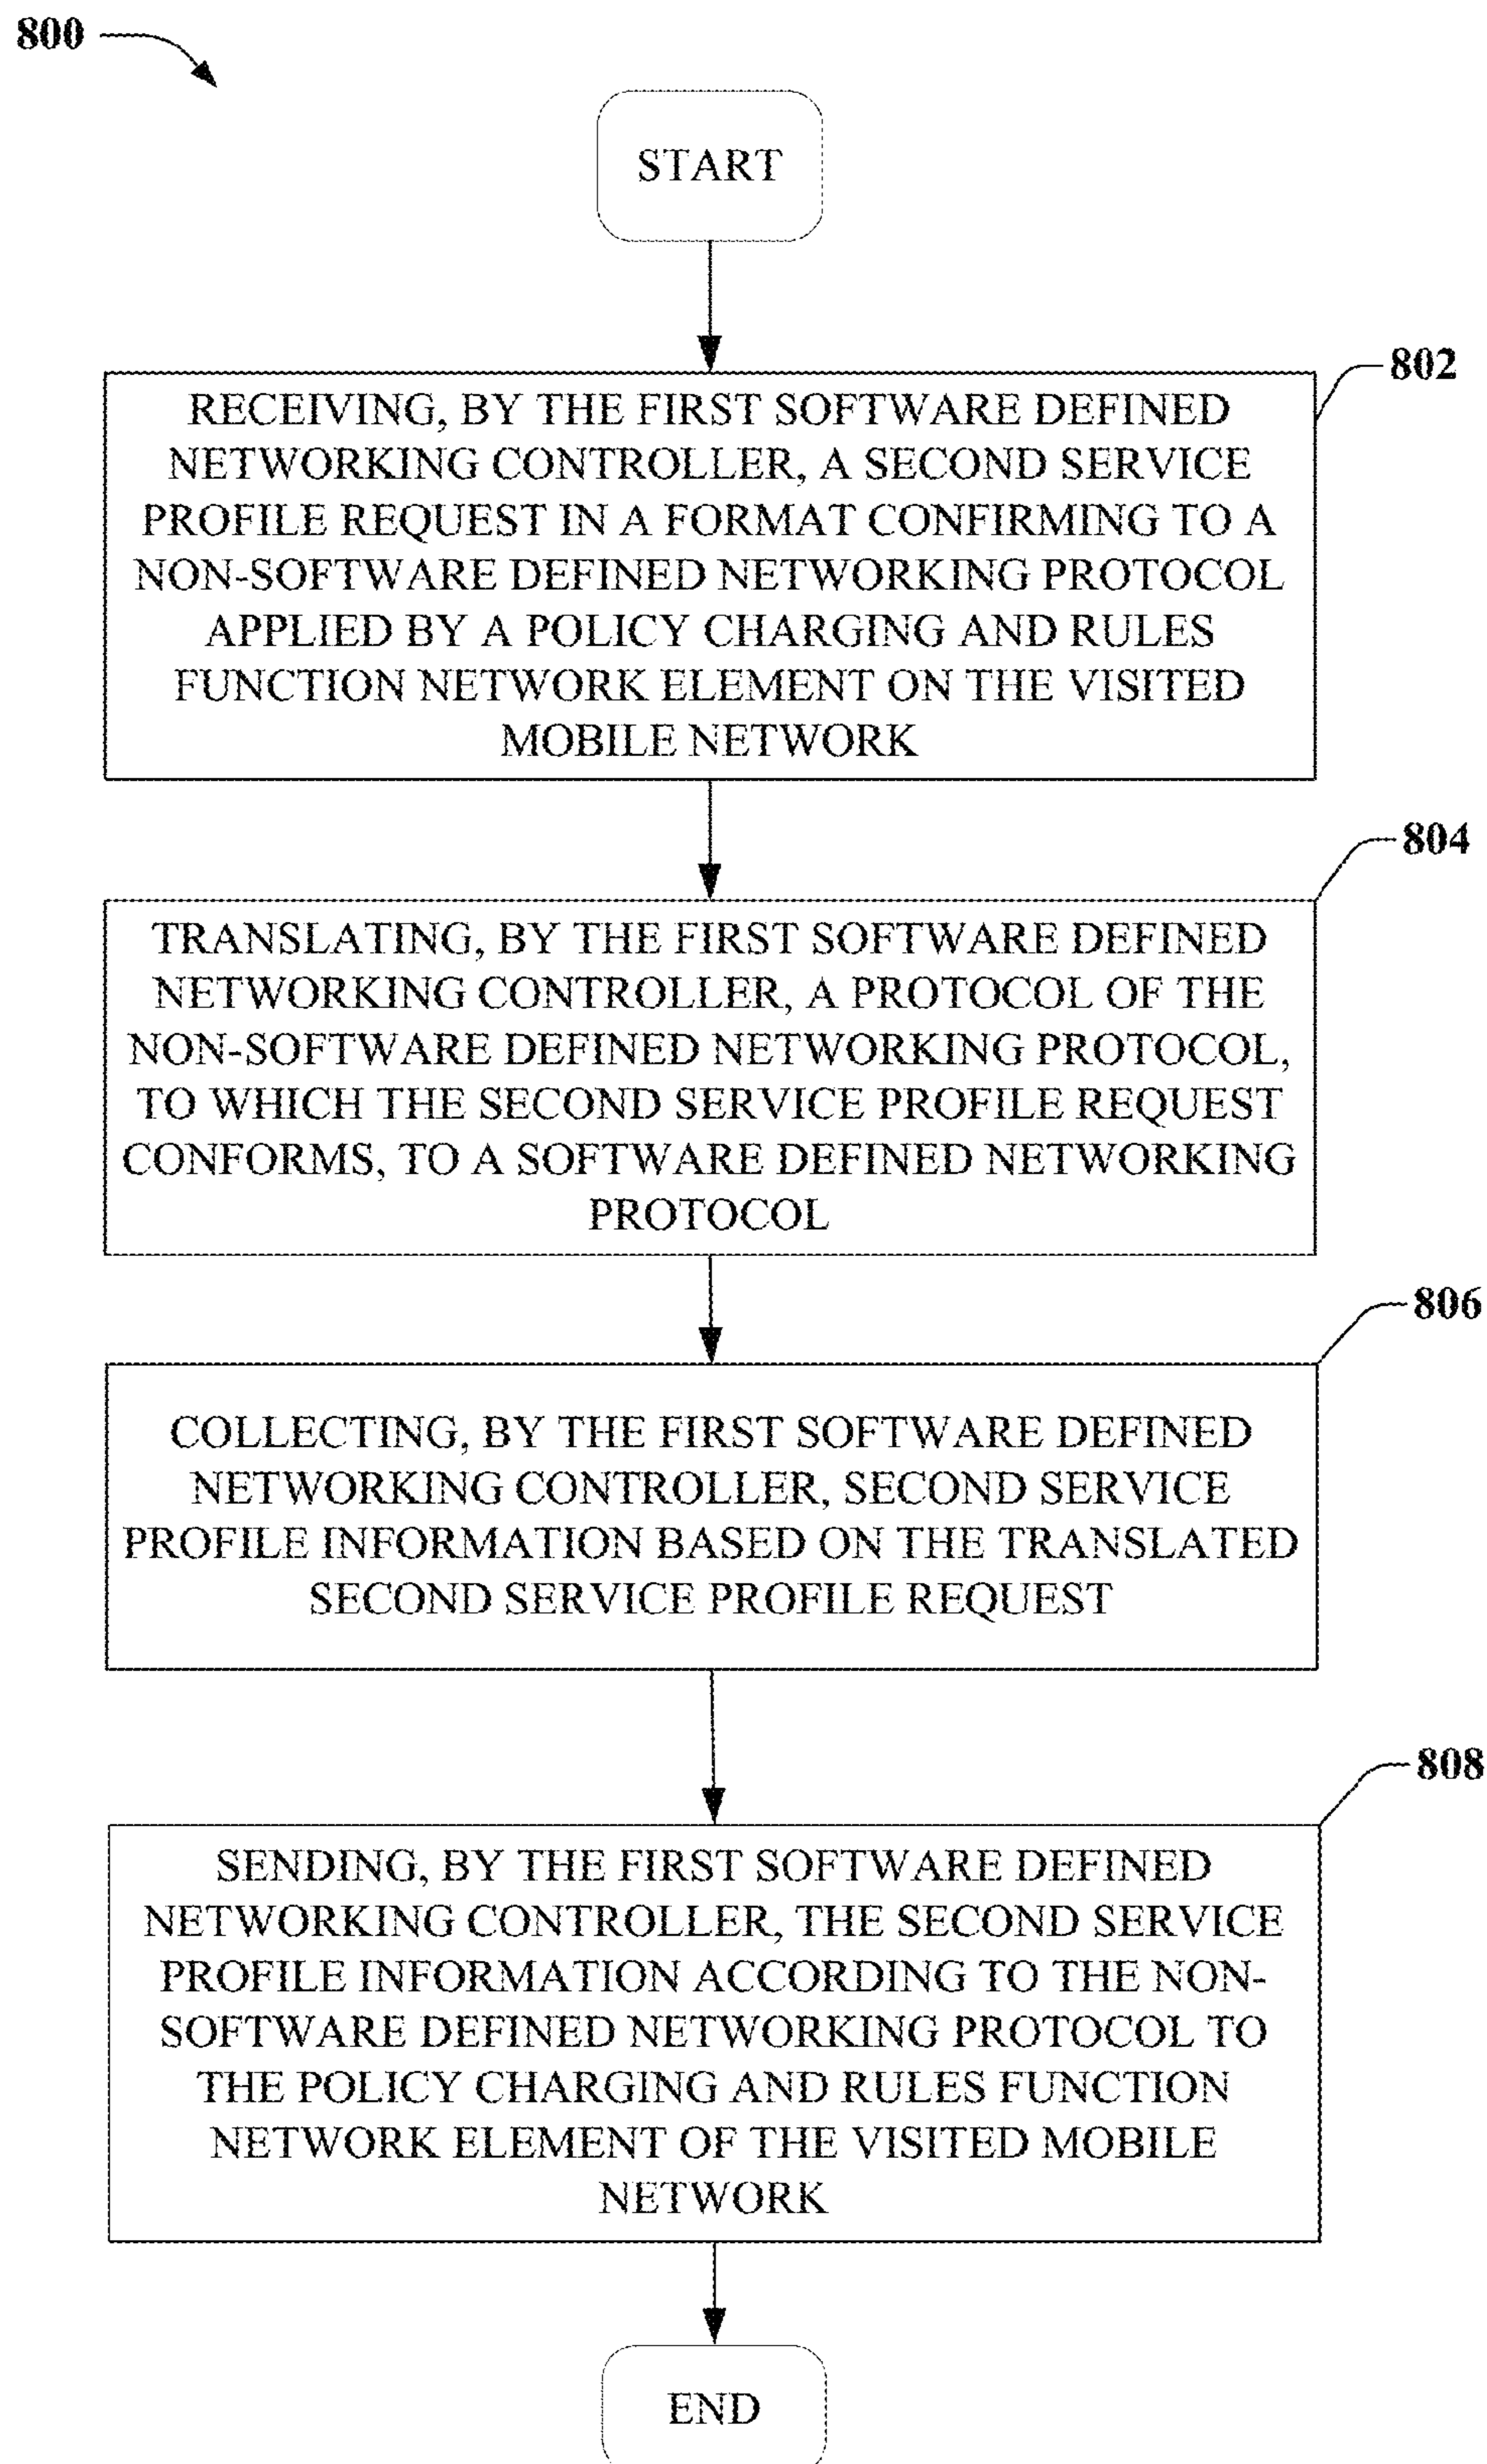 800
START
802
RECEIVING, BY THE FIRST SOFTWARE DEFINED
NETWORKING CONTROLLER, A SECOND SERVICE
PROFILE REQUEST IN A FORMAT CONFIRMING TO A
NON-SOFTWARE DEFINED NETWORKING PROTOCOL
APPLIED BY A POLICY CHARGING AND RULES
FUNCTION NETWORK ELEMENT ON THE VISITED
MOBILE NETWORK
804
TRANSLATING, BY THE FIRST SOFTWARE DEFINED
NETWORKING CONTROLLER, A PROTOCOL OF THE
NON-SOFTWARE DEFINED NETWORKING PROTOCOL,
TO WHICH THE SECOND SERVICE PROFILE REQUEST
CONFORMS, TO A SOFTWARE DEFINED NETWORKING
PROTOCOL
806
COLLECTING, BY THE FIRST SOFTWARE DEFINED
NETWORKING CONTROLLER, SECOND SERVICE
PROFILE INFORMATION BASED ON THE TRANSLATED
SECOND SERVICE PROFILE REQUEST
808
SENDING, BY THE FIRST SOFTWARE DEFINED
NETWORKING CONTROLLER, THE SECOND SERVICE
PROFILE INFORMATION ACCORDING TO THE NON-
SOFTWARE DEFINED NETWORKING PROTOCOL TO
THE POLICY CHARGING AND RULES FUNCTION
NETWORK ELEMENT OF THE VISITED MOBILE
NETWORK
END